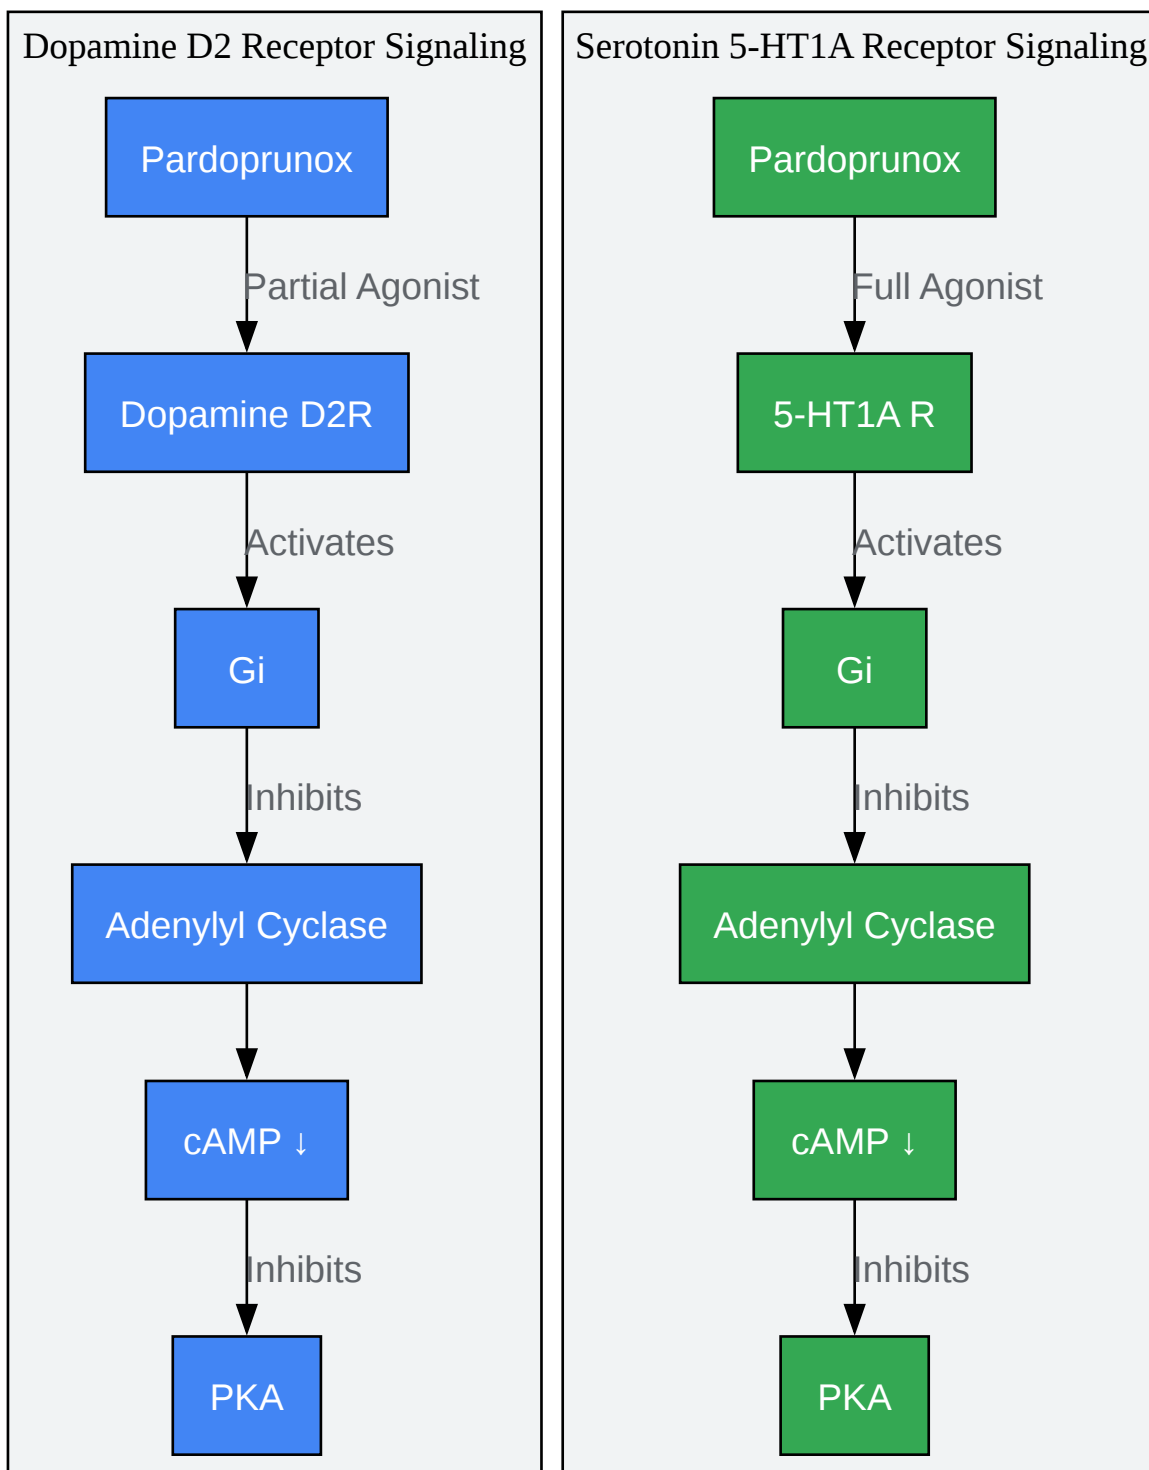 Dopamine D2 Receptor Signaling
Pardoprunox
Partial Agonist
Dopamine D2R
Activates
Gi
Inhibits
Adenylyl Cyclase
cAMP ↓
Inhibits
PKA
Serotonin 5-HT1A Receptor Signaling
Pardoprunox
Full Agonist
5-HT1A R
Activates
Gi
Inhibits
Adenylyl Cyclase
cAMP ↓
Inhibits
PKA